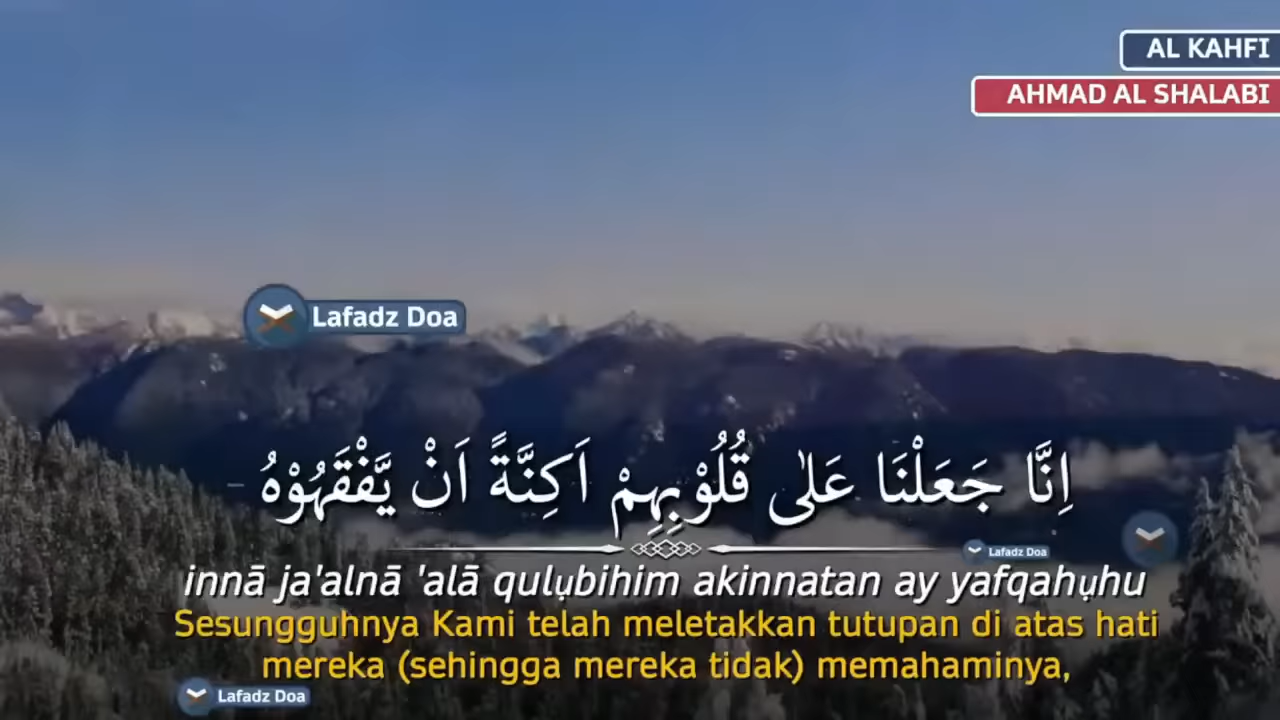 AL KAHFI
AHMAD AL SHALABI
Lafadz Doa
اِنَّا جَعَلْنَا عَلٰى قُلُوْبِهِمْ اَكِنَّةً اَنْ يَّفْقَهُوْهُ
Lafadz Doa
innā ja'alnā 'alā qulụbihim akinnatan ay yafqahụhu
Sesungguhnya Kami telah meletakkan tutupan di atas hati
mereka (sehingga mereka tidak) memahaminya,
Lafadz Doa